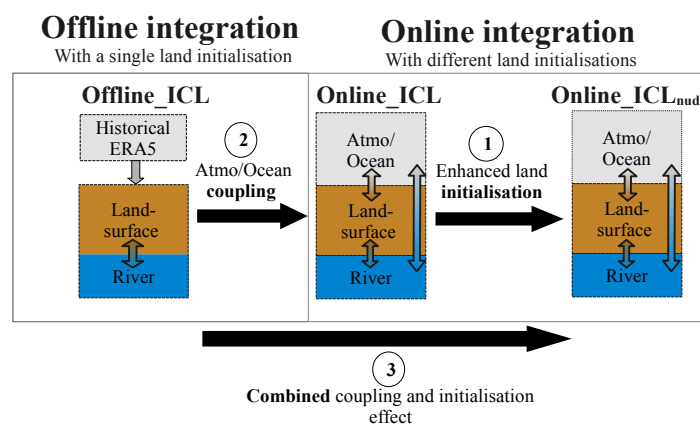 Offline integration
With a single land initialisation
Online integration
With different land initialisations
Offline_ICL
Historical
ERA5
Land-
surface
River
2
Atmo/Ocean
coupling
Online_ICL
Atmo/
Ocean
Land-
surface
River
1
Enhanced land
initialisation
Online_ICLnud
Atmo/
Ocean
Land-
surface
River
3
Combined coupling and initialisation
effect